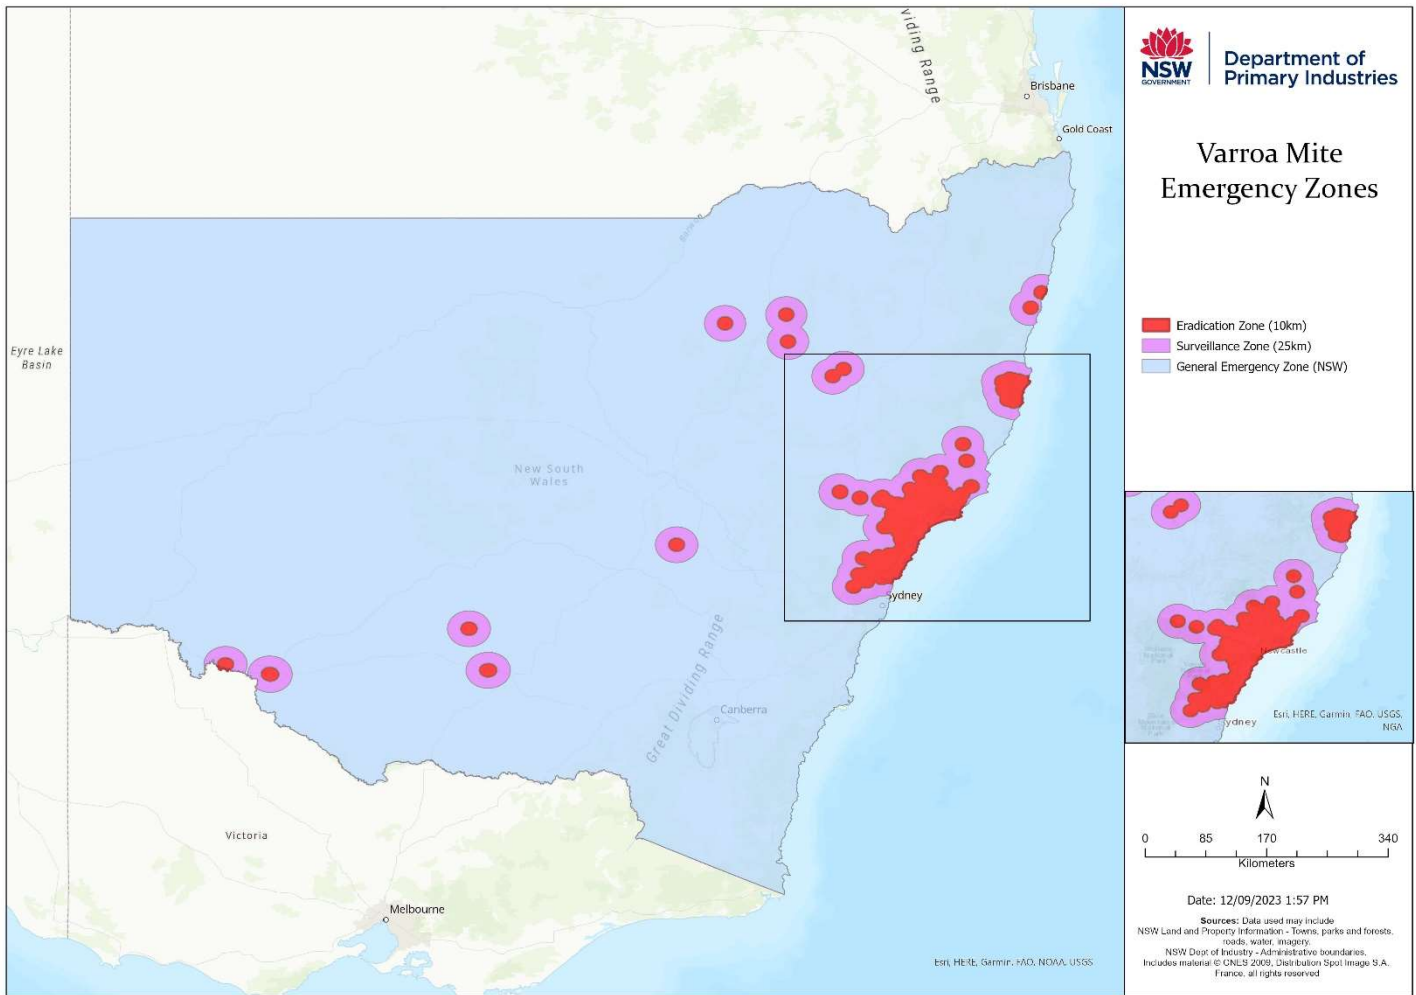 viding Range
Brisbane
Gold Coast
Eyre Lake
Basin
New South
Wales
Sydney
Great Dividing Range
Canberra
Victoria
Melbourne
Esri, HERE, Garmin, FAO, NOAA, USGS
NSW
GOVERNMENT
Department of
Primary Industries
Varroa Mite
Emergency Zones
Eradication Zone (10km)
Surveillance Zone (25km)
General Emergency Zone (NSW)
Newcastle
ydney
Esri, HERE, Garmin, FAO, USGS,
NGA
N
0 85 170 340
Kilometers
Date: 12/09/2023 1:57 PM
Sources: Data used may include
NSW Land and Property Information - Towns, parks and forests,
roads, water, imagery.
NSW Dept of Industry - Administrative boundaries.
Includes material © CNES 2009, Distribution Spot Image S.A.
France, all rights reserved